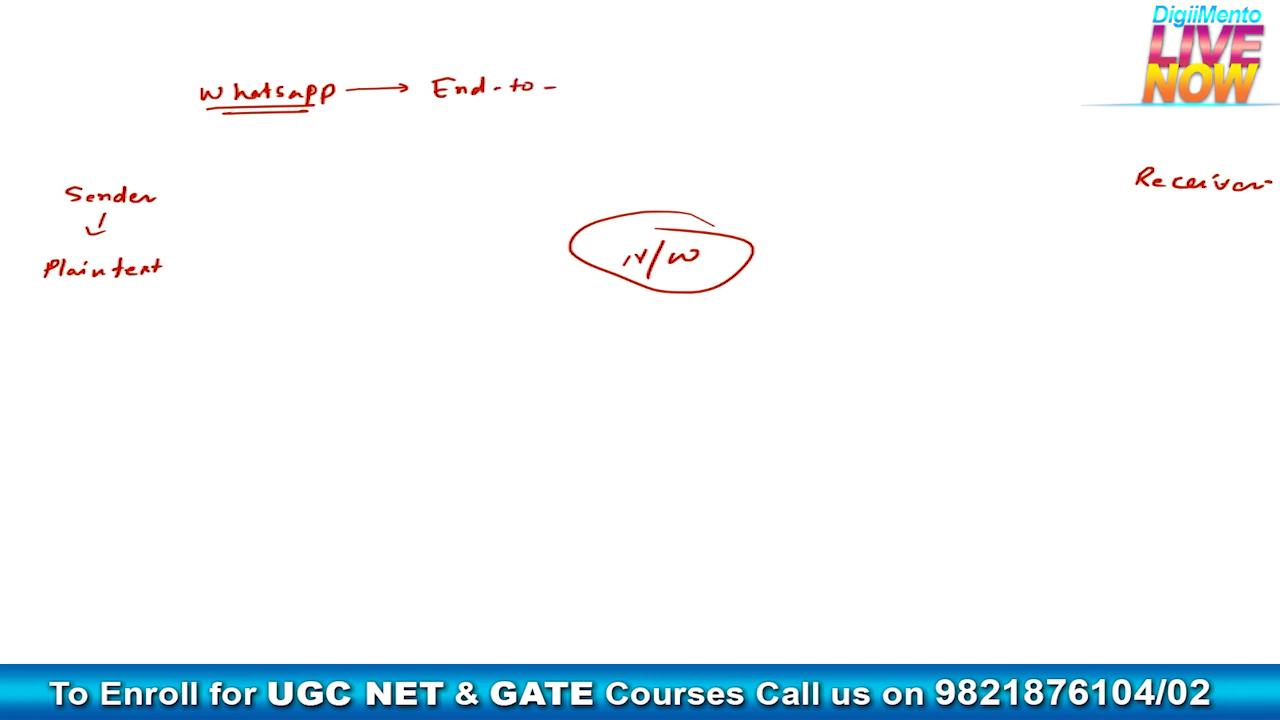 DigiiMento
LIVE
NOW
Whatsapp → End-to-
Sender
Receiver
Plaintext
N/W
To Enroll for UGC NET & GATE Courses Call us on 9821876104/02